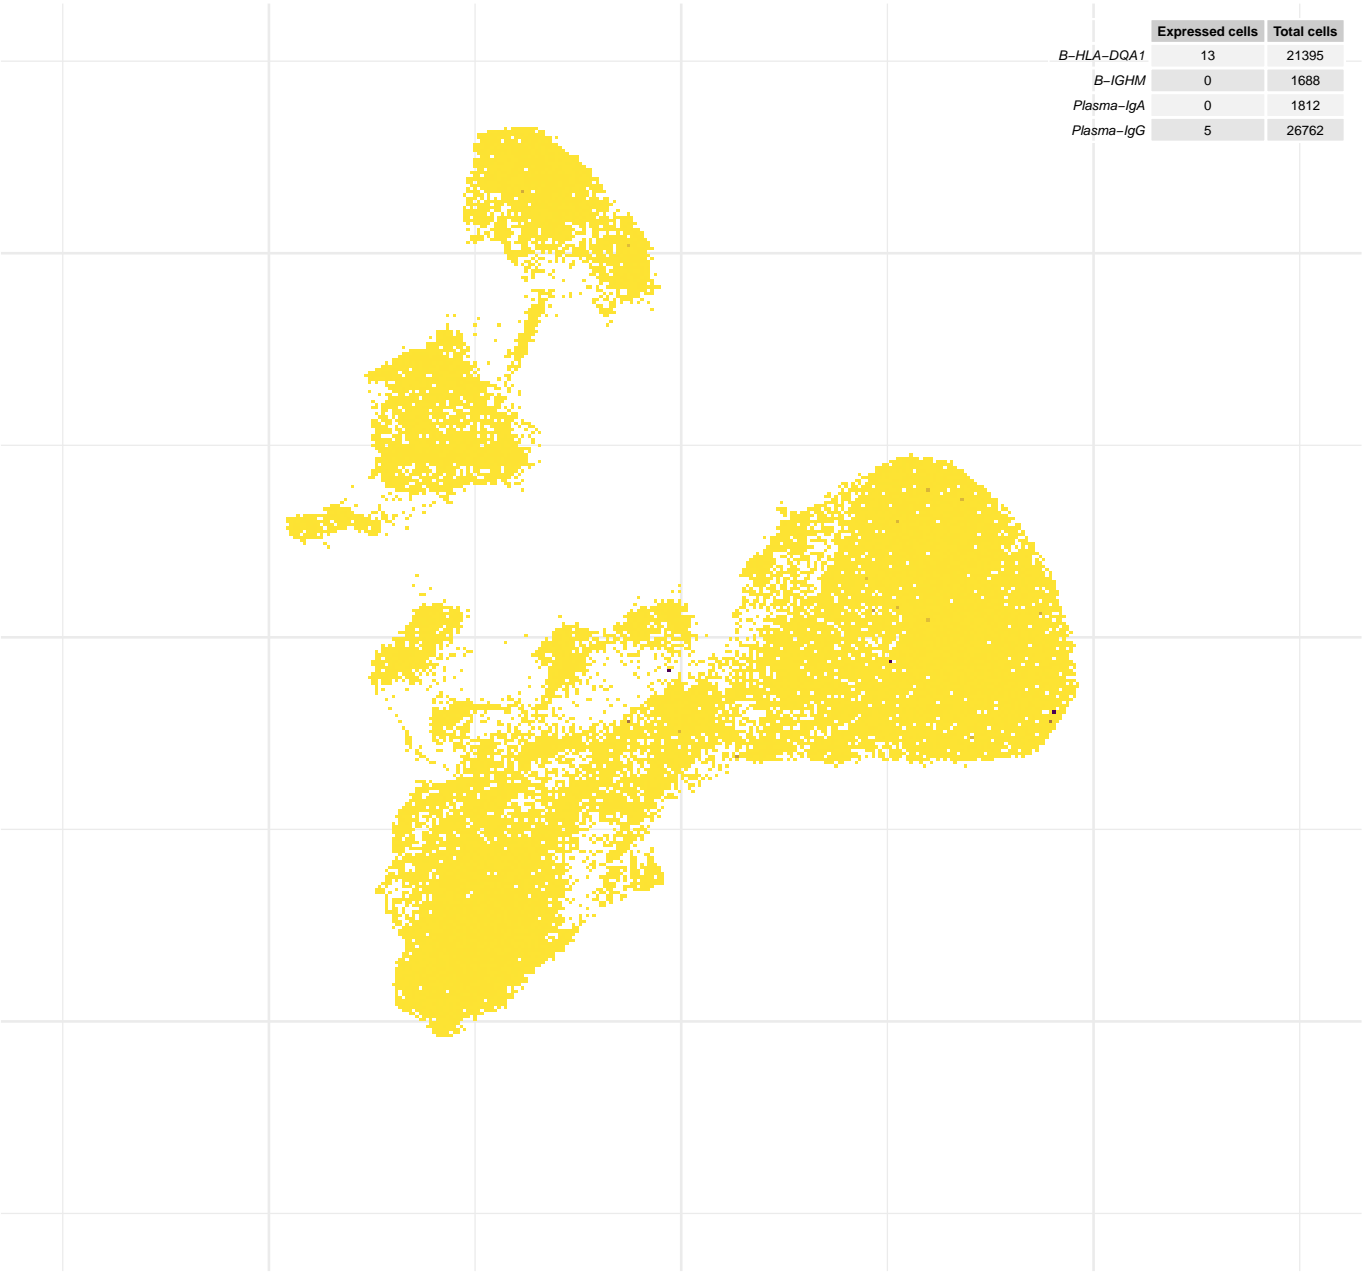 Expressed cells Total cells
B−HLA−DQA1 13 21395
B−IGHM 0 1688
Plasma−IgA 0 1812
Plasma−IgG 5 26762